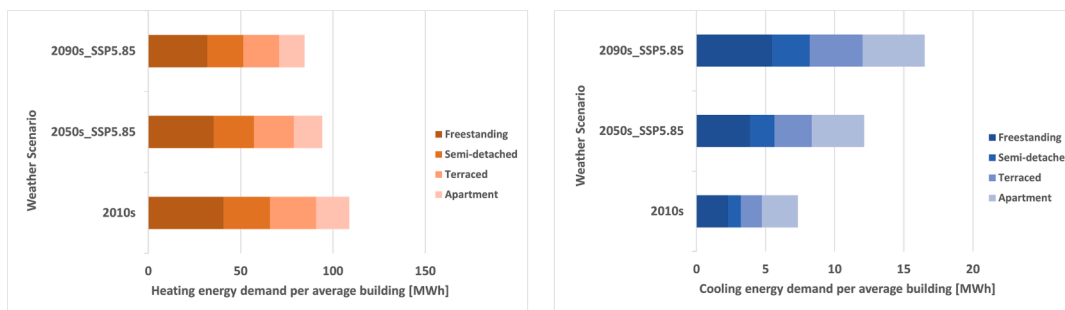 2090s_SSP5.85
2050s_SSP5.85
2010s
Weather Scenario
Freestanding
Semi-detached
Terraced
Apartment
0 50 100 150
Heating energy demand per average building [MWh]
2090s_SSP5.85
2050s_SSP5.85
2010s
Weather Scenario
Freestanding
Semi-detache
Terraced
Apartment
0 5 10 15 20
Cooling energy demand per average building [MWh]